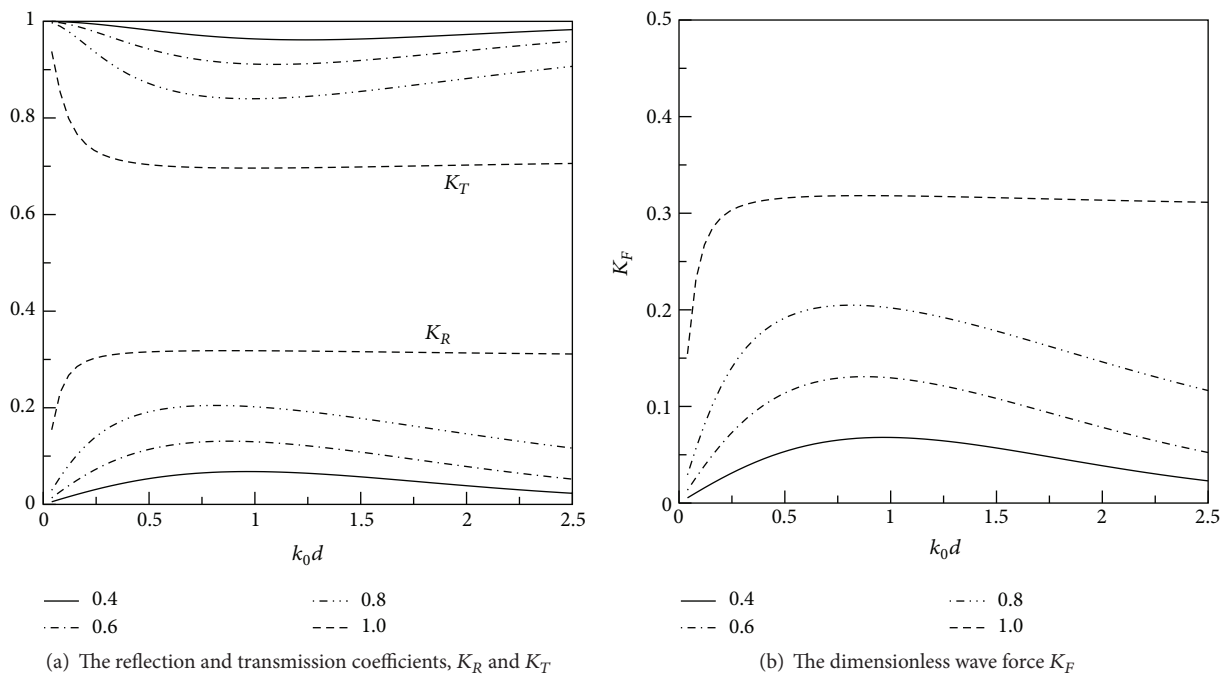 1
0.8
0.6
0.4
0.2
0
K_T
K_R
0 0.5 1 1.5 2 2.5
k_0d
0.4 0.8
0.6 1.0
(a) The reflection and transmission coefficients, K_R and K_T
0.5
0.4
0.3
0.2
0.1
0
K_F
0 0.5 1 1.5 2 2.5
k_0d
0.4 0.8
0.6 1.0
(b) The dimensionless wave force K_F